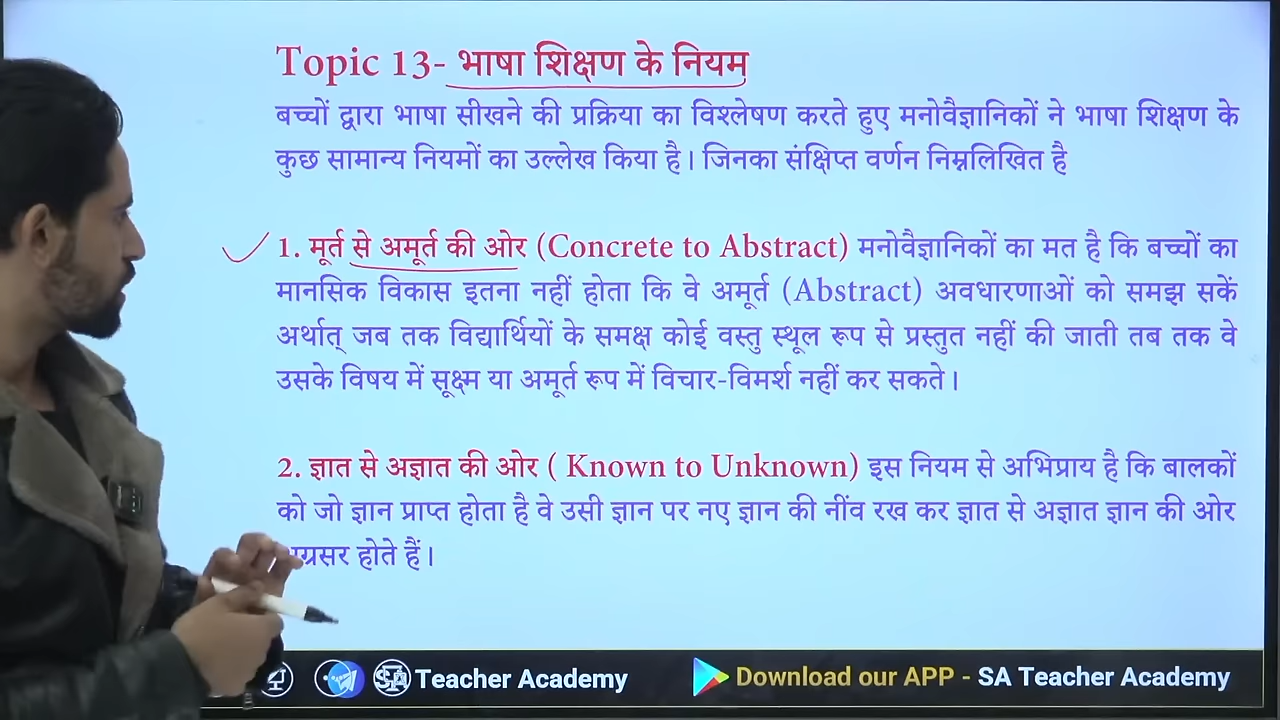 Topic 13- भाषा शिक्षण के नियम
बच्चों द्वारा भाषा सीखने की प्रक्रिया का विश्लेषण करते हुए मनोवैज्ञानिकों ने भाषा शिक्षण के
कुछ सामान्य नियमों का उल्लेख किया है। जिनका संक्षिप्त वर्णन निम्नलिखित है
1. मूर्त से अमूर्त की ओर (Concrete to Abstract) मनोवैज्ञानिकों का मत है कि बच्चों का
मानसिक विकास इतना नहीं होता कि वे अमूर्त (Abstract) अवधारणाओं को समझ सकें
अर्थात् जब तक विद्यार्थियों के समक्ष कोई वस्तु स्थूल रूप से प्रस्तुत नहीं की जाती तब तक वे
उसके विषय में सूक्ष्म या अमूर्त रूप में विचार-विमर्श नहीं कर सकते।
2. ज्ञात से अज्ञात की ओर ( Known to Unknown) इस नियम से अभिप्राय है कि बालकों
को जो ज्ञान प्राप्त होता है वे उसी ज्ञान पर नए ज्ञान की नींव रख कर ज्ञात से अज्ञात ज्ञान की ओर
होते हैं।
SA Teacher Academy Download our APP - SA Teacher Academy